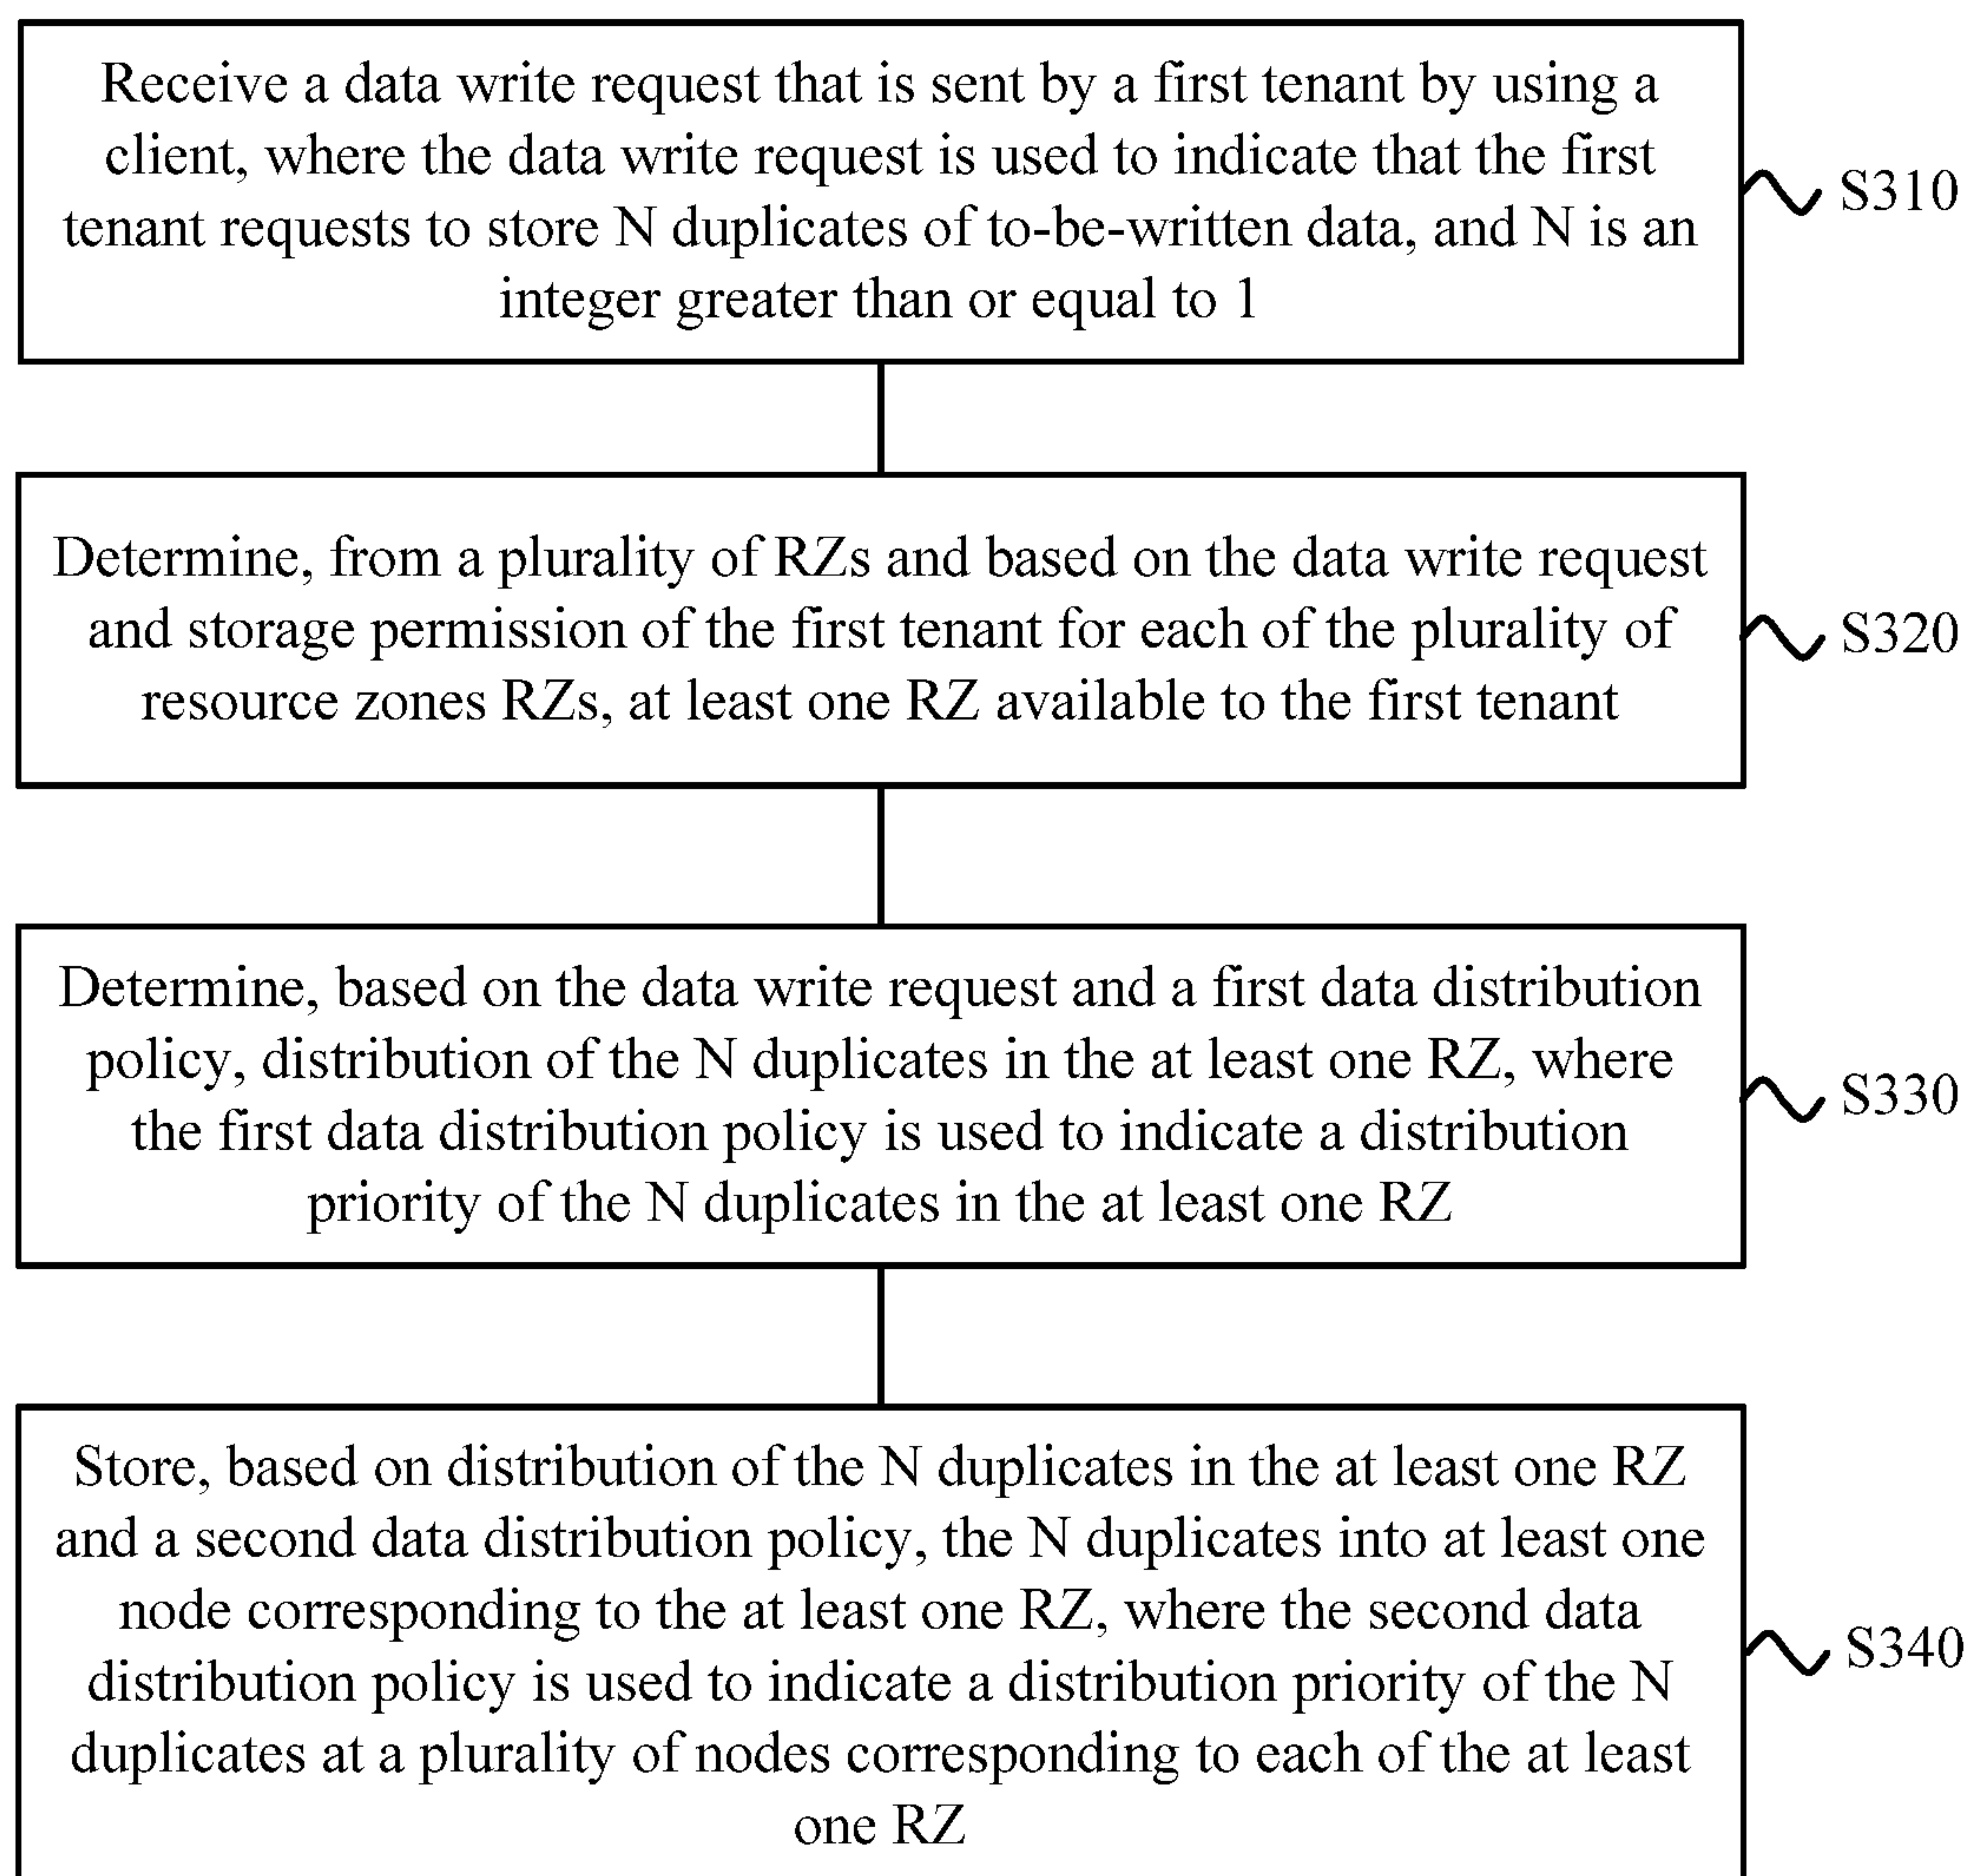 Receive a data write request that is sent by a first tenant by using a
client, where the data write request is used to indicate that the first
tenant requests to store N duplicates of to-be-written data, and N is an
integer greater than or equal to 1
S310
Determine, from a plurality of RZs and based on the data write request
and storage permission of the first tenant for each of the plurality of
resource zones RZs, at least one RZ available to the first tenant
S320
Determine, based on the data write request and a first data distribution
policy, distribution of the N duplicates in the at least one RZ, where
the first data distribution policy is used to indicate a distribution
priority of the N duplicates in the at least one RZ
S330
Store, based on distribution of the N duplicates in the at least one RZ
and a second data distribution policy, the N duplicates into at least one
node corresponding to the at least one RZ, where the second data
distribution policy is used to indicate a distribution priority of the N
duplicates at a plurality of nodes corresponding to each of the at least
one RZ
S340